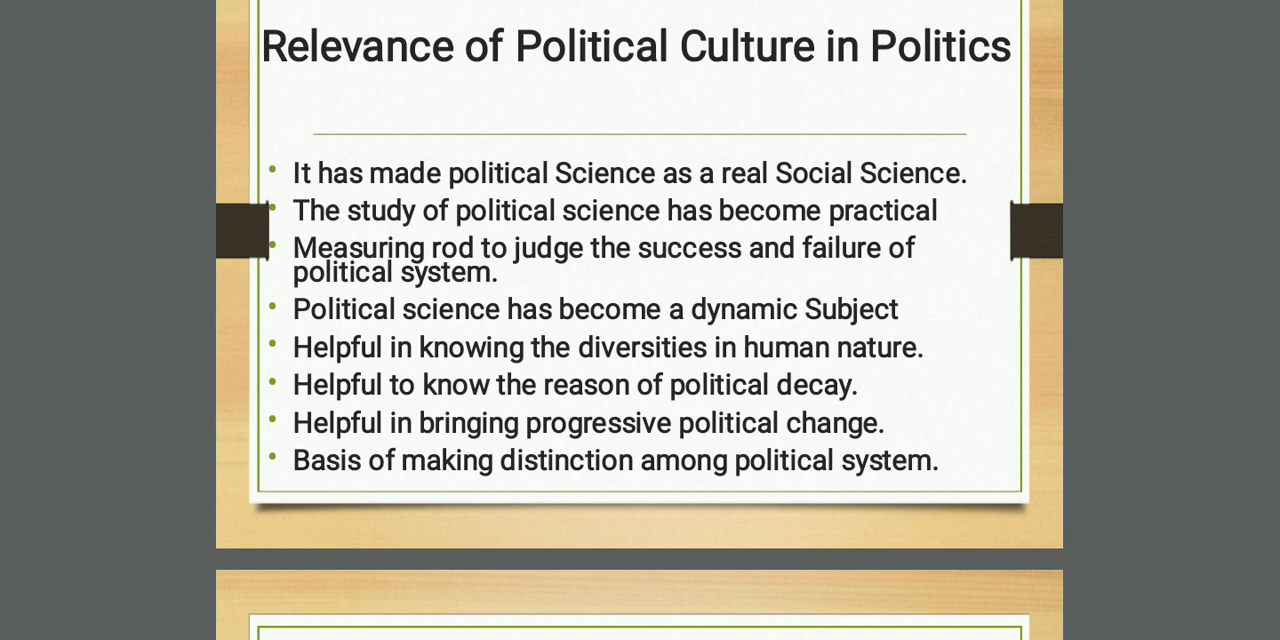 Relevance of Political Culture in Politics
• It has made political Science as a real Social Science.
• The study of political science has become practical
• Measuring rod to judge the success and failure of
political system.
• Political science has become a dynamic Subject
• Helpful in knowing the diversities in human nature.
• Helpful to know the reason of political decay.
• Helpful in bringing progressive political change.
• Basis of making distinction among political system.